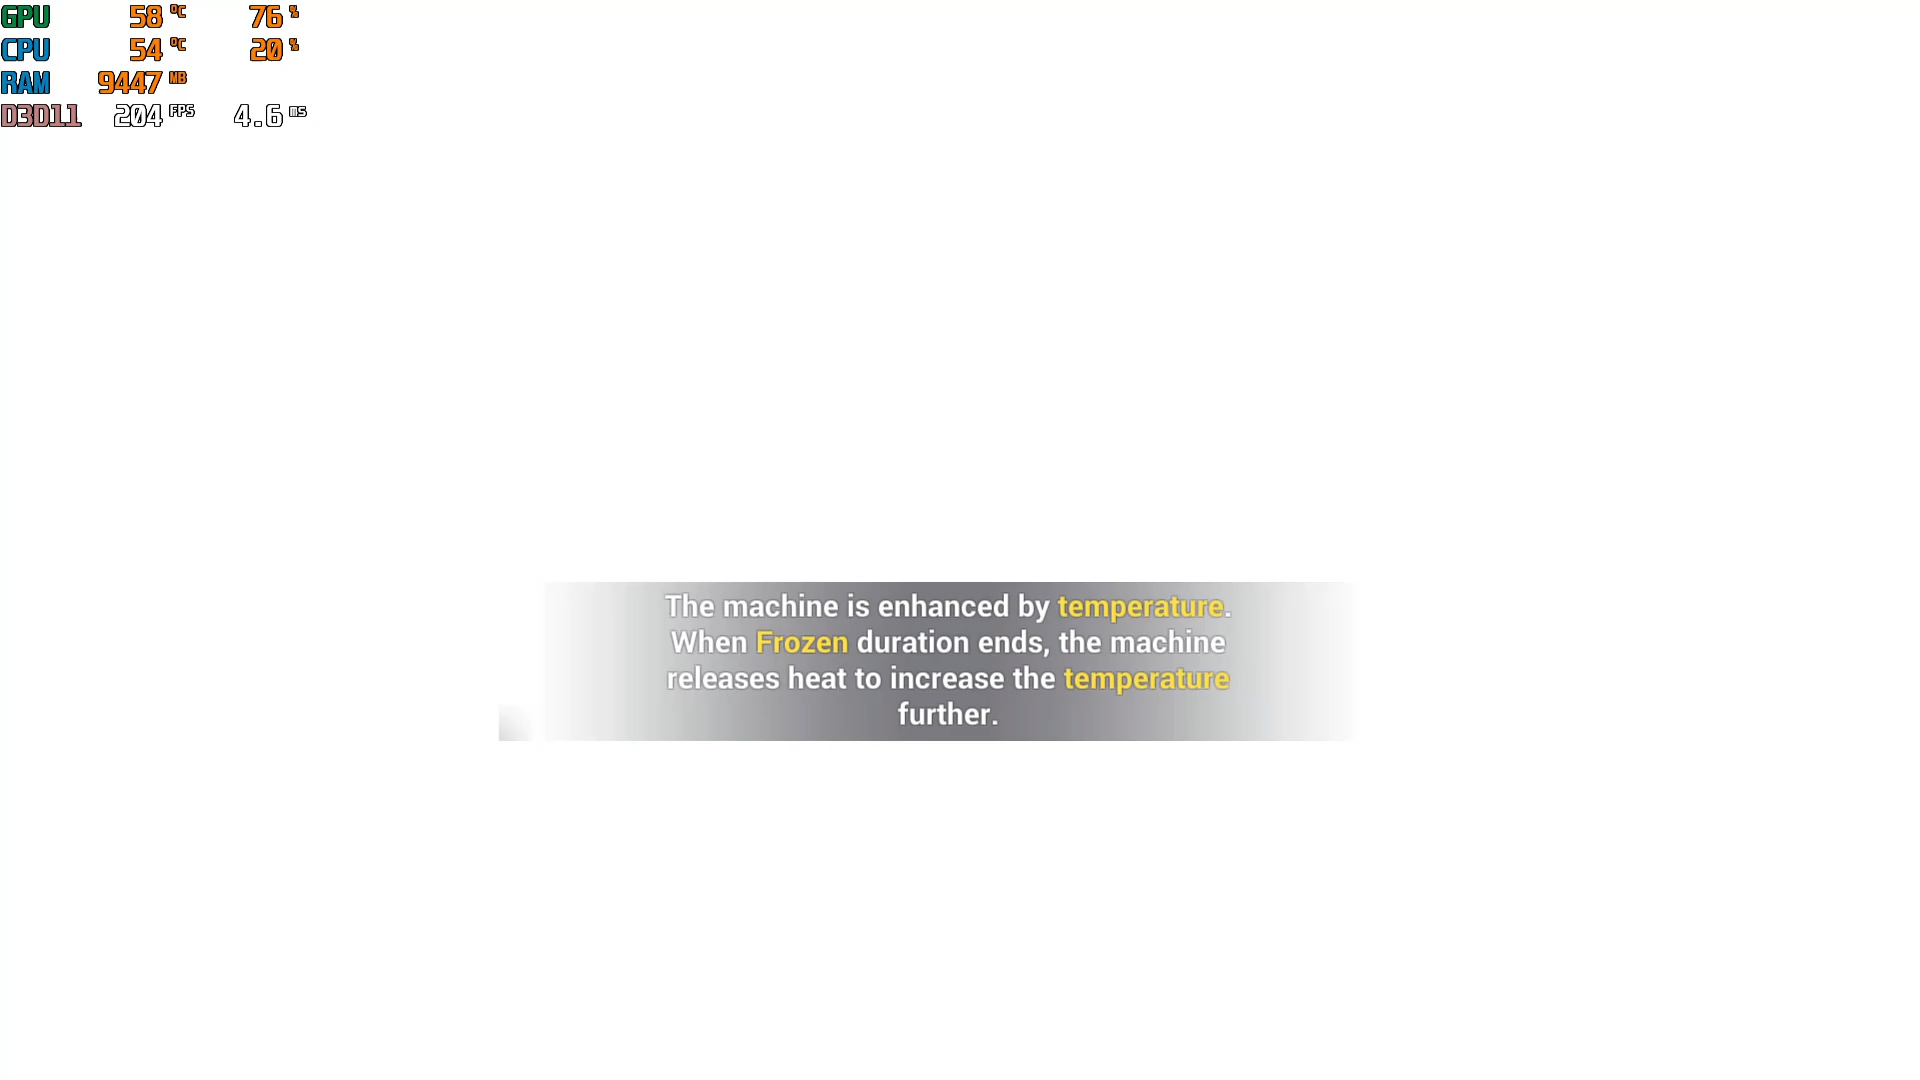 GPU 58 °C 76 %
CPU 54 °C 20 %
RAM 9447 MB
D3D11 204 FPS 4.6 ms
The machine is enhanced by temperature.
When Frozen duration ends, the machine
releases heat to increase the temperature
further.